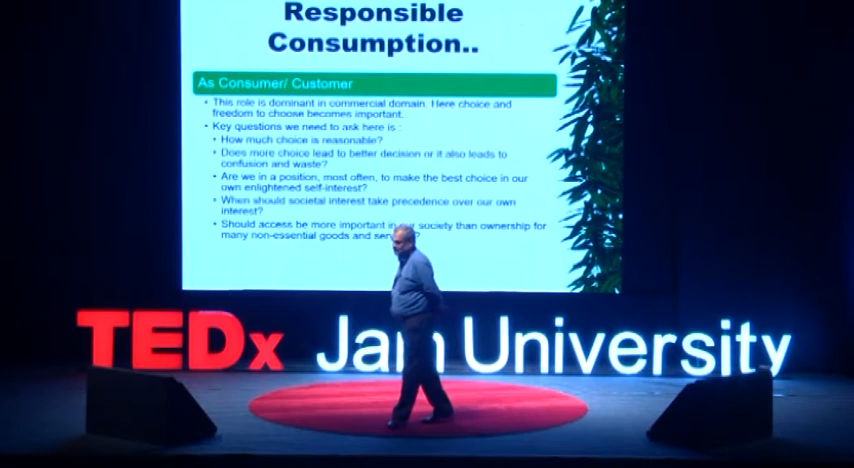 Responsible
Consumption..
As Consumer/ Customer
• This role is dominant in commercial domain. Here choice and
freedom to choose becomes important.
• Key questions we need to ask here is :
• How much choice is reasonable?
• Does more choice lead to better decision or it also leads to
confusion and waste?
• Are we in a position, most often, to make the best choice in our
own enlightened self-interest?
• When should societal interest take precedence over our own
interest?
• Should access be more important in our society than ownership for
many non-essential goods and
TEDx Jain University